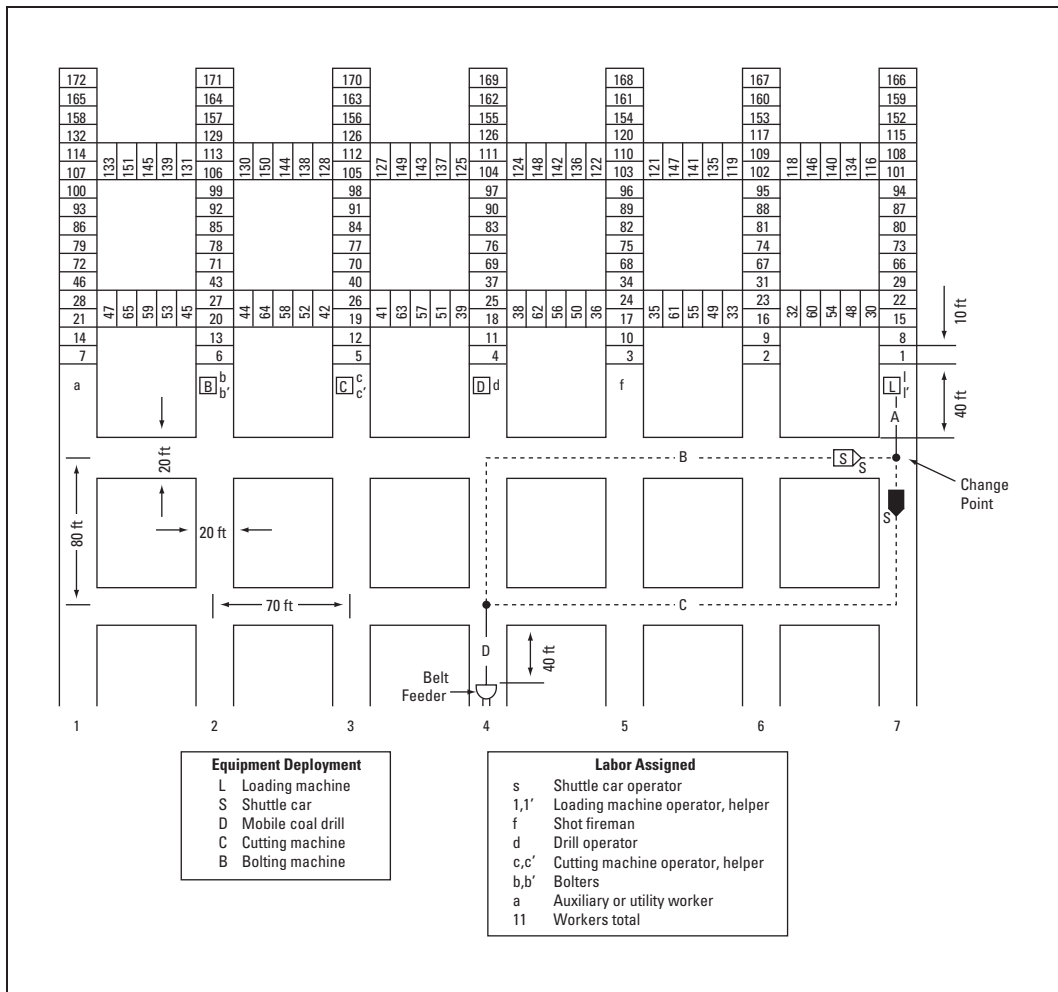 172 171 170 169 168 167 166
165 164 163 162 161 160 159
158 157 156 155 154 153 152
132 129 126 126 120 117 115
114 133 151 145 139 131 113 130 150 144 138 128 112 127 149 143 137 125 111 124 148 142 136 122 110 121 147 141 135 119 109 118 146 140 134 116 108
107 106 105 104 103 102 101
100 99 98 97 96 95 94
93 92 91 90 89 88 87
86 85 84 83 82 81 80
79 78 77 76 75 74 73
72 71 70 69 68 67 66
46 43 40 37 34 31 29
28 47 65 59 53 45 27 44 64 58 52 42 26 41 63 57 51 39 25 38 62 56 50 36 24 35 61 55 49 33 23 32 60 54 48 30 22
21 20 19 18 17 16 15
14 13 12 11 10 9 8
7 6 5 4 3 2 1
10 ft
a B b b' C c c' D d f L l l'
40 ft
A
20 ft
B S S
Change
Point
80 ft
20 ft
S
70 ft
C
D
40 ft
Belt
Feeder
1 2 3 4 5 6 7
Equipment Deployment
L Loading machine
S Shuttle car
D Mobile coal drill
C Cutting machine
B Bolting machine
Labor Assigned
s Shuttle car operator
1,1' Loading machine operator, helper
f Shot fireman
d Drill operator
c,c' Cutting machine operator, helper
b,b' Bolters
a Auxiliary or utility worker
11 Workers total